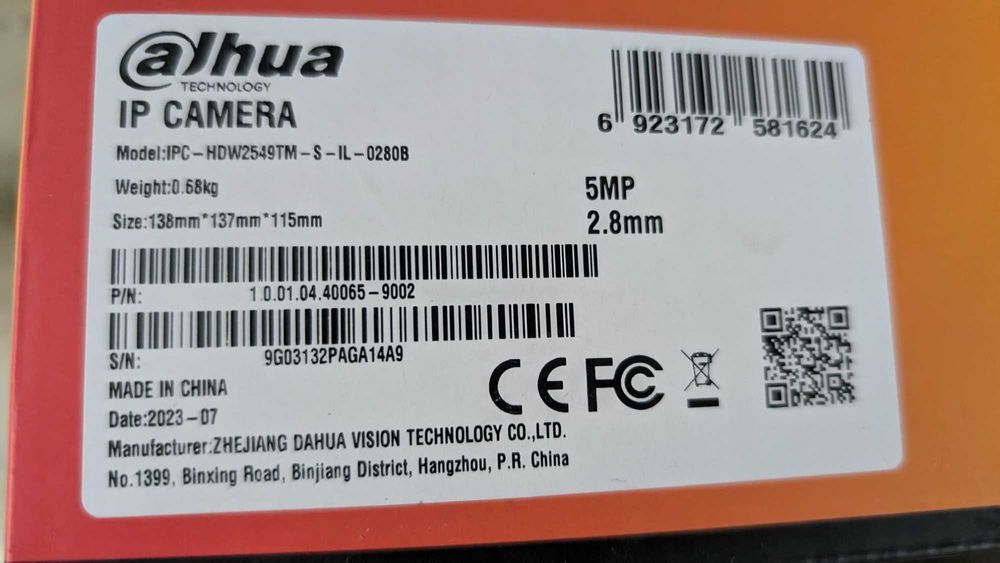 alhua
TECHNOLOGY
IP CAMERA
Model:IPC-HDW2549TM-S-IL-0280B
Weight:0.68kg
Size:138mm*137mm*115mm
6 923172 581624
5MP
2.8mm
P/N: 1.0.01.04.40065-9002
S/N: 9G03132PAGA14A9
MADE IN CHINA
Date:2023-07
Manufacturer:ZHEJIANG DAHUA VISION TECHNOLOGY CO.,LTD.
No.1399, Binxing Road, Binjiang District, Hangzhou, P.R. China
CE FC